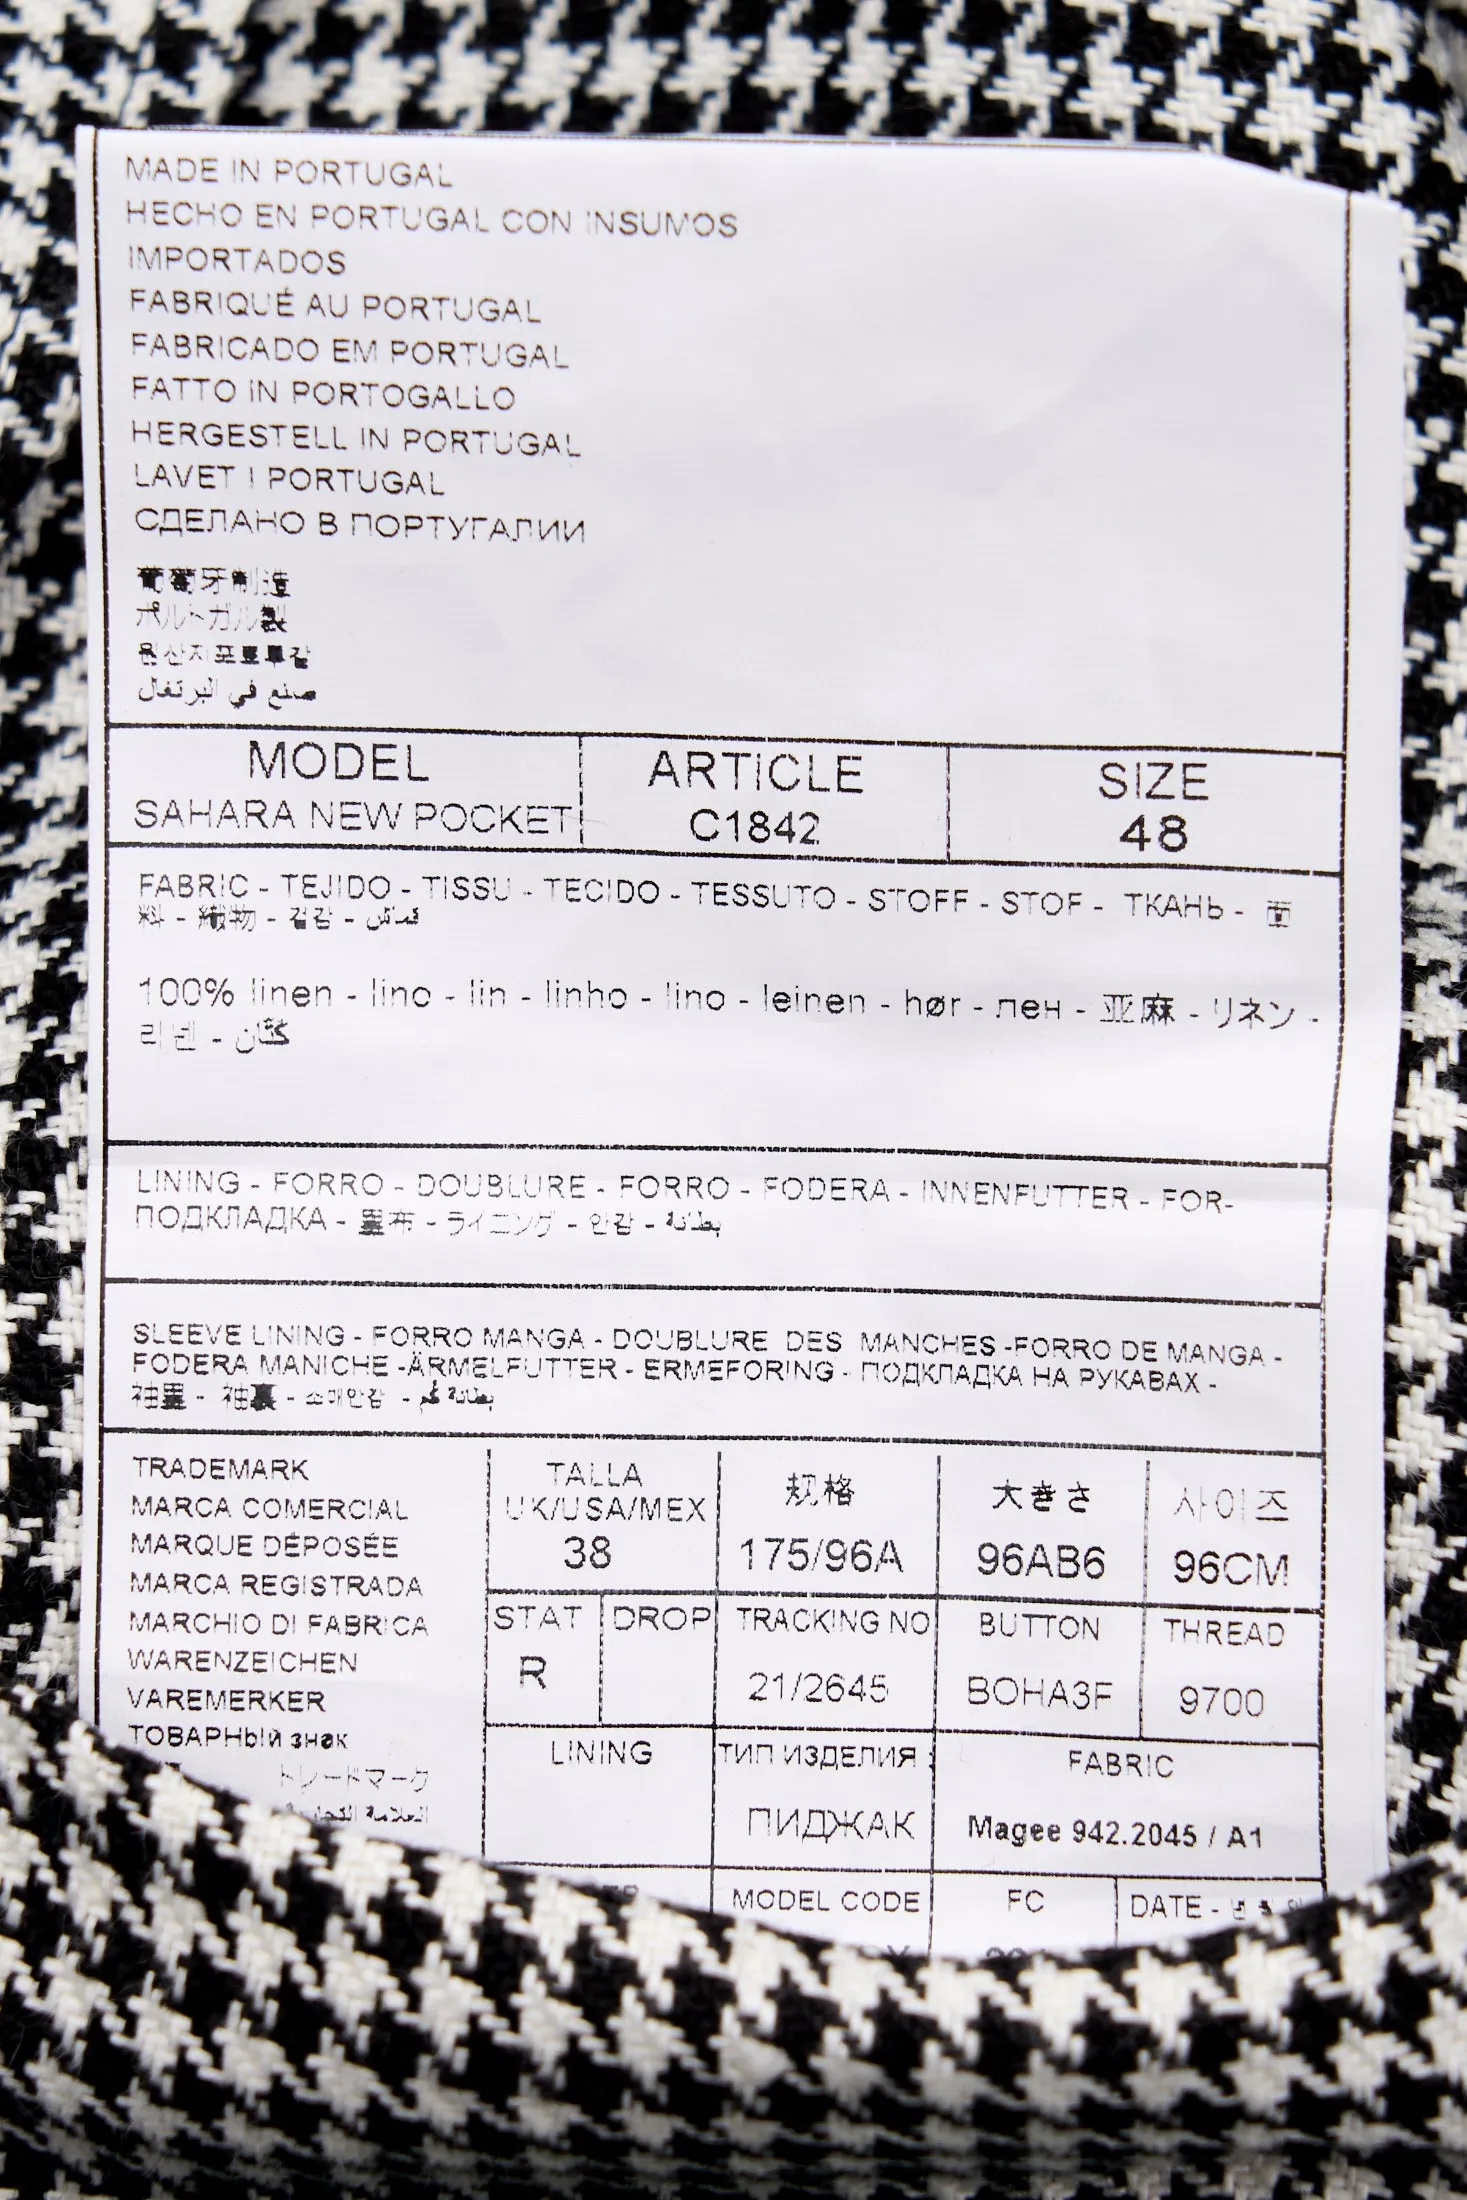 MADE IN PORTUGAL
HECHO EN PORTUGAL CON INSUMOS
IMPORTADOS
FABRIQUÉ AU PORTUGAL
FABRICADO EM PORTUGAL
FATTO IN PORTOGALLO
HERGESTELL IN PORTUGAL
LAVET I PORTUGAL
СДЕЛАНО В ПОРТУГАЛИИ
葡萄牙制造
ポルトガル製
원산지포르투갈
صنع في البرتغال
MODEL ARTICLE SIZE
SAHARA NEW POCKET C1842 48
FABRIC - TEJIDO - TISSU - TECIDO - TESSUTO - STOFF - STOF - ТКАНЬ - 面
料 - 織物 - 겉감 - قماش
100% linen - lino - lin - linho - lino - leinen - hør - лен - 亚麻 - リネン -
리넨 - كتّان
LINING - FORRO - DOUBLURE - FORRO - FODERA - INNENFUTTER - FOR-
ПОДКЛАДКА - 里布 - ライニング - 안감 - بطانة
SLEEVE LINING - FORRO MANGA - DOUBLURE DES MANCHES -FORRO DE MANGA -
FODERA MANICHE -ÄRMELFUTTER - ERMEFORING - ПОДКЛАДКА НА РУКАВАХ -
袖里 - 袖裏 - 소매안감 - بطانة كم
TRADEMARK
MARCA COMERCIAL
MARQUE DÉPOSÉE
MARCA REGISTRADA
MARCHIO DI FABRICA
WARENZEICHEN
VAREMERKER
ТОВАРНЫЙ знак
トレードマーク
العلامة التجارية
TALLA 规格 大きさ 사이즈
UK/USA/MEX
38 175/96A 96AB6 96CM
STAT DROP TRACKING NO BUTTON THREAD
R 21/2645 BOHA3F 9700
LINING ТИП ИЗДЕЛИЯ : FABRIC
ПИДЖАК Magee 942.2045 / A1
MODEL CODE FC DATE -